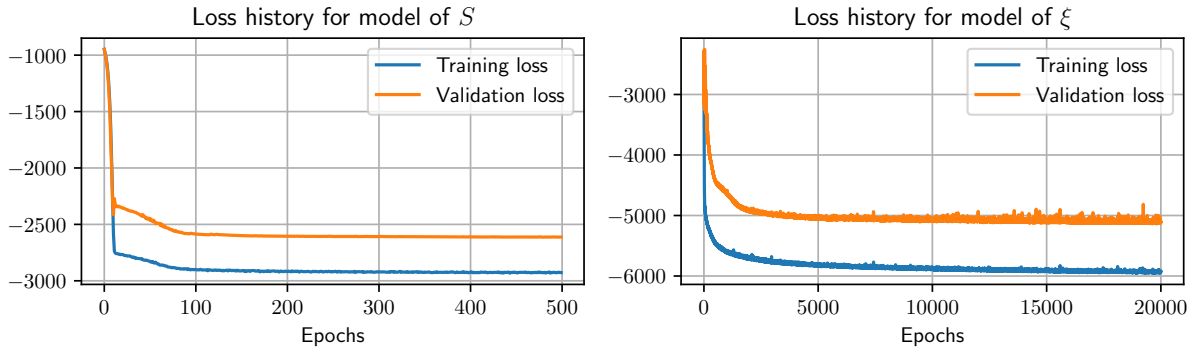 Loss history for model of S
−1000
−1500
−2000
−2500
−3000
0
100
200
300
400
500
Epochs
Training loss
Validation loss
Loss history for model of ξ
−3000
−4000
−5000
−6000
0
5000
10000
15000
20000
Epochs
Training loss
Validation loss